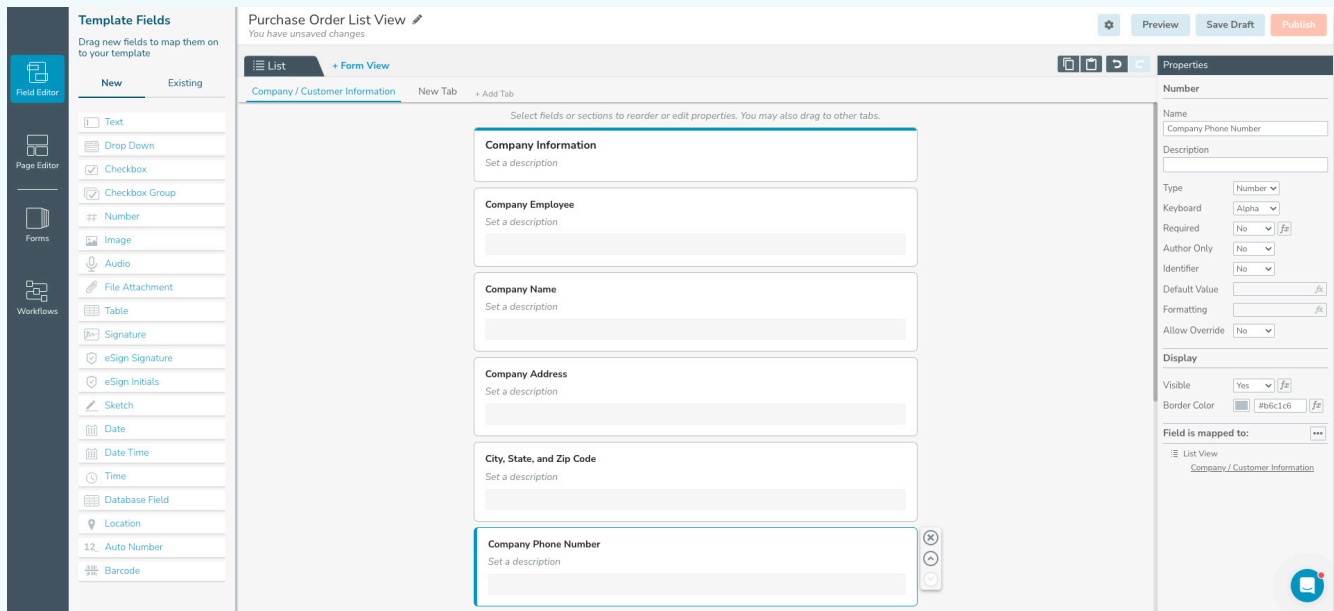 Field Editor
Page Editor
Forms
Workflows
Template Fields
Drag new fields to map them on
to your template
New
Existing
Text
Drop Down
Checkbox
Checkbox Group
Number
Image
Audio
File Attachment
Table
Signature
eSign Signature
eSign Initials
Sketch
Date
Date Time
Time
Database Field
Location
12_ Auto Number
Barcode
Purchase Order List View
You have unsaved changes
Preview
Save Draft
Publish
List
+ Form View
Company / Customer Information
New Tab
+ Add Tab
Select fields or sections to reorder or edit properties. You may also drag to other tabs.
Company Information
Set a description
Company Employee
Set a description
Company Name
Set a description
Company Address
Set a description
City, State, and Zip Code
Set a description
Company Phone Number
Set a description
Properties
Number
Name
Company Phone Number
Description
Type Number
Keyboard Alpha
Required No fx
Author Only No
Identifier No
Default Value fx
Formatting fx
Allow Override No
Display
Visible Yes fx
Border Color #b6c1c6 fx
Field is mapped to:
List View
Company / Customer Information